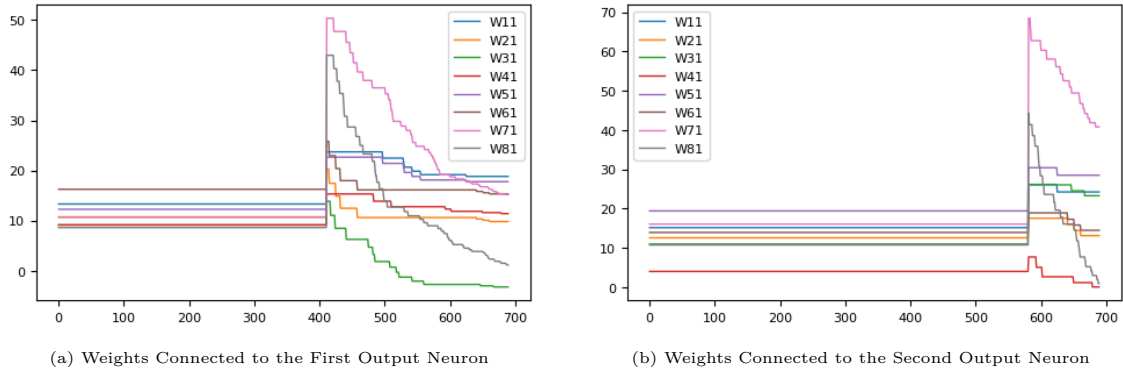 50
40
30
20
10
0
0 100 200 300 400 500 600 700
W11
W21
W31
W41
W51
W61
W71
W81
(a) Weights Connected to the First Output Neuron
70
60
50
40
30
20
10
0
0 100 200 300 400 500 600 700
W11
W21
W31
W41
W51
W61
W71
W81
(b) Weights Connected to the Second Output Neuron